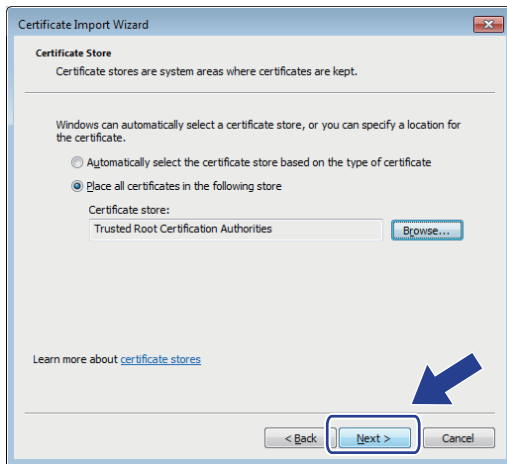 Certificate Import Wizard
Certificate Store
Certificate stores are system areas where certificates are kept.
Windows can automatically select a certificate store, or you can specify a location for
the certificate.
Automatically select the certificate store based on the type of certificate
Place all certificates in the following store
Certificate store:
Trusted Root Certification Authorities
Browse...
Learn more about certificate stores
< Back
Next >
Cancel